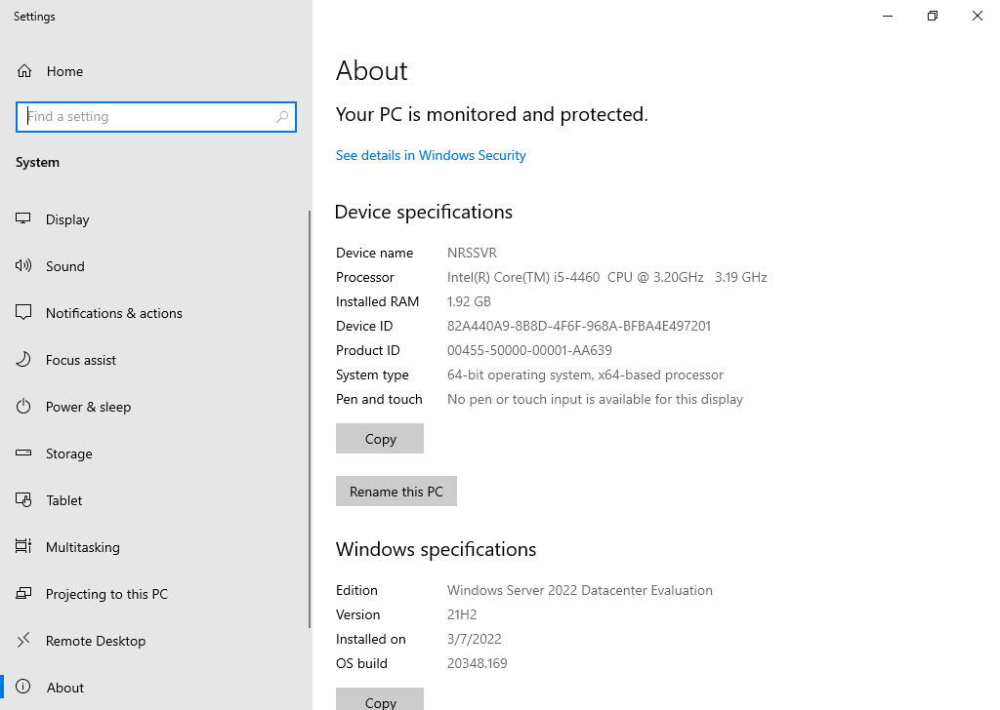 Settings
Home
Find a setting
System
Display
Sound
Notifications & actions
Focus assist
Power & sleep
Storage
Tablet
Multitasking
Projecting to this PC
Remote Desktop
About
About
Your PC is monitored and protected.
See details in Windows Security
Device specifications
Device name NRSSVR
Processor Intel(R) Core(TM) i5-4460 CPU @ 3.20GHz 3.19 GHz
Installed RAM 1.92 GB
Device ID 82A440A9-8B8D-4F6F-968A-BFBA4E497201
Product ID 00455-50000-00001-AA639
System type 64-bit operating system, x64-based processor
Pen and touch No pen or touch input is available for this display
Copy
Rename this PC
Windows specifications
Edition Windows Server 2022 Datacenter Evaluation
Version 21H2
Installed on 3/7/2022
OS build 20348.169
Copy